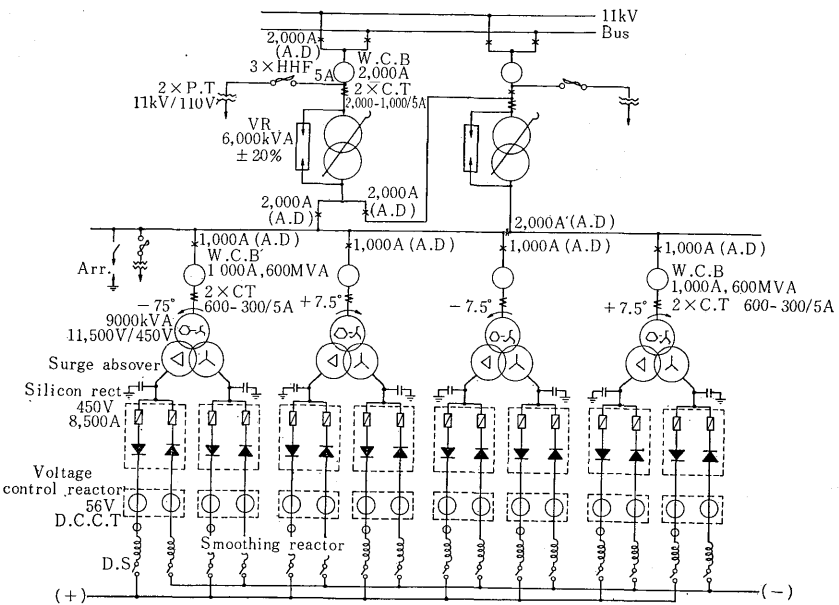 11kV
Bus
2,000A
(A.D)
3×HHF
5A
W.C.B
2,000A
2×C.T
2,000-1,000/5A
2×P.T
11kV/110V
VR
6,000kVA
±20%
2,000A
(A.D)
2,000A
(A.D)
2,000A (A.D)
1,000A (A.D)
1,000A (A.D)
1,000A (A.D)
1,000A (A.D)
Arr.
W.C.B
1 000A, 600MVA
2×CT
600-300/5A
W.C.B
1,000A, 600MVA
2×C.T 600-300/5A
-75°
+7.5°
-7.5°
+7.5°
9000kVA
11,500V/450V
Surge absover
Silicon rect
450V
8,500A
Voltage
control reactor
56V
D.C.C.T
Smoothing reactor
D.S
(+)
(-)